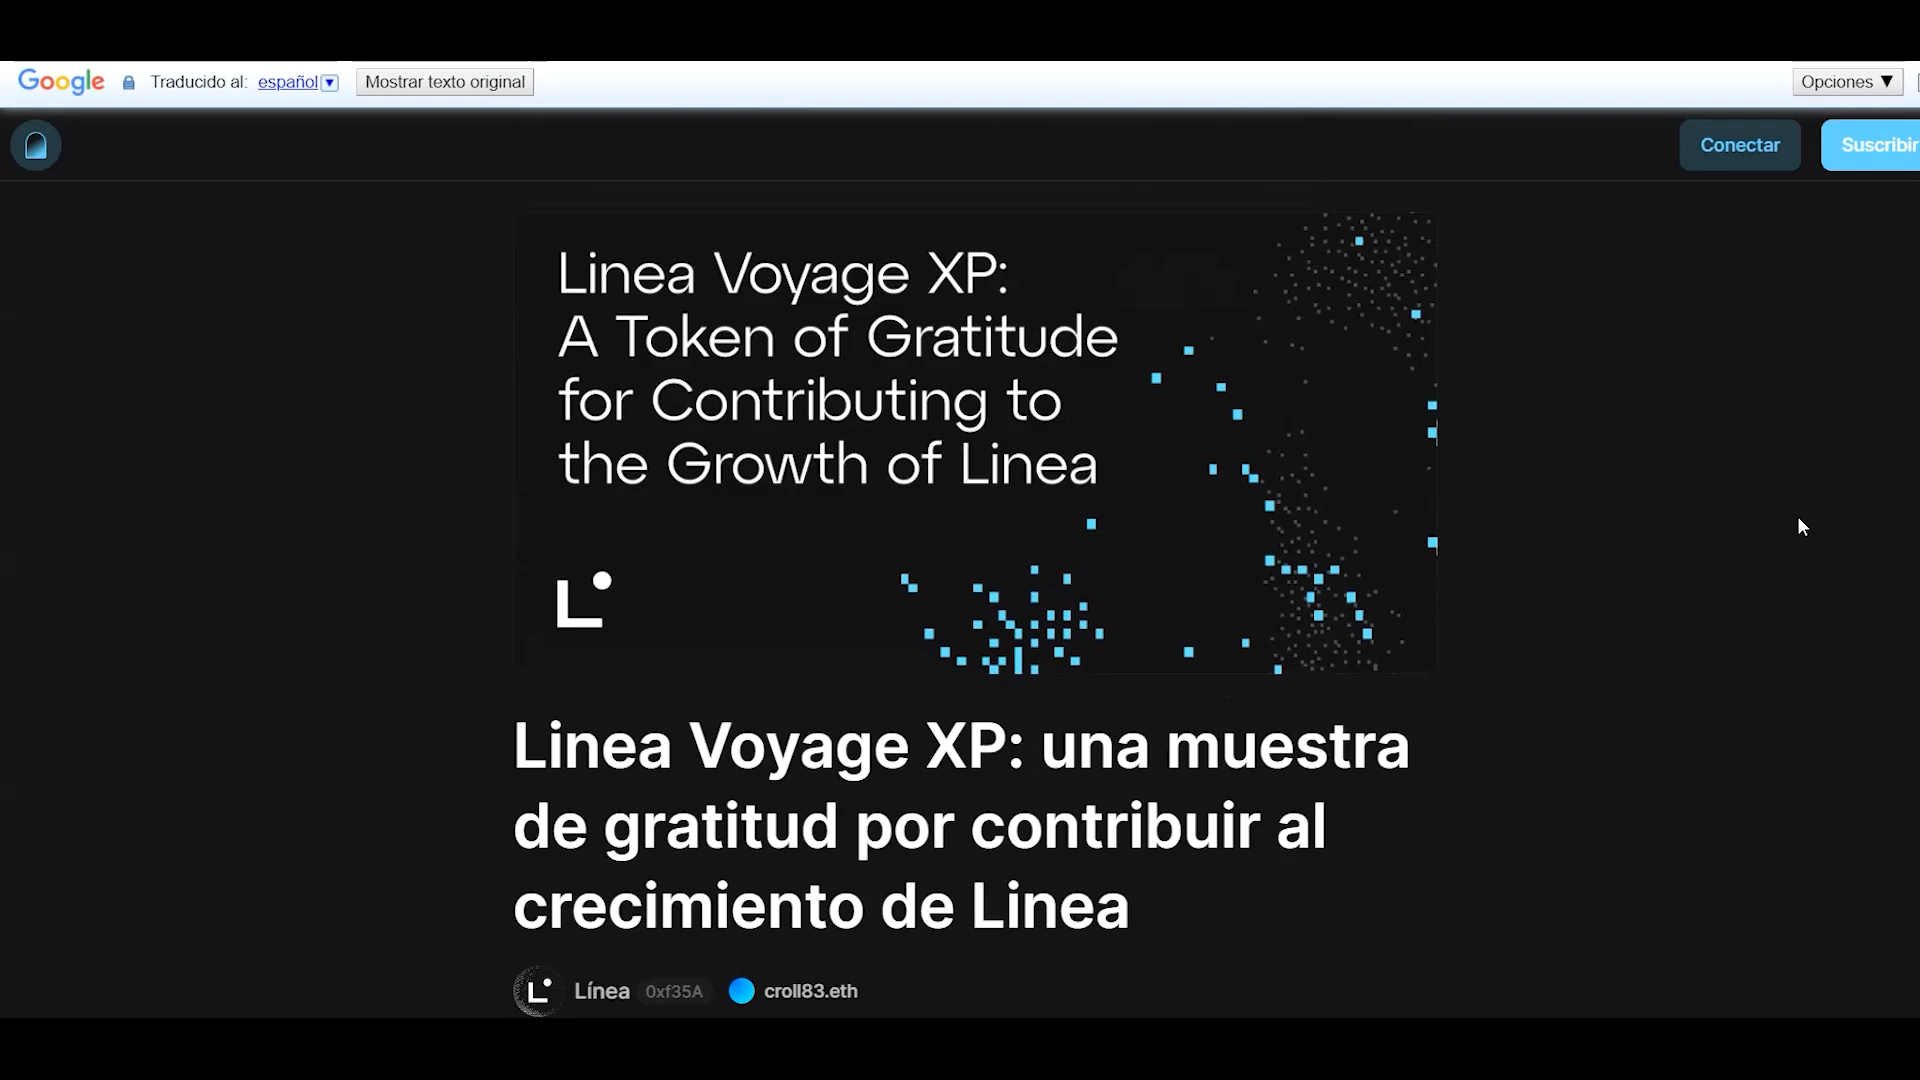 Google Traducido al: español Mostrar texto original Opciones ▼
Conectar Suscribir
Linea Voyage XP:
A Token of Gratitude
for Contributing to
the Growth of Linea
Linea Voyage XP: una muestra
de gratitud por contribuir al
crecimiento de Linea
Línea 0xf35A croll83.eth